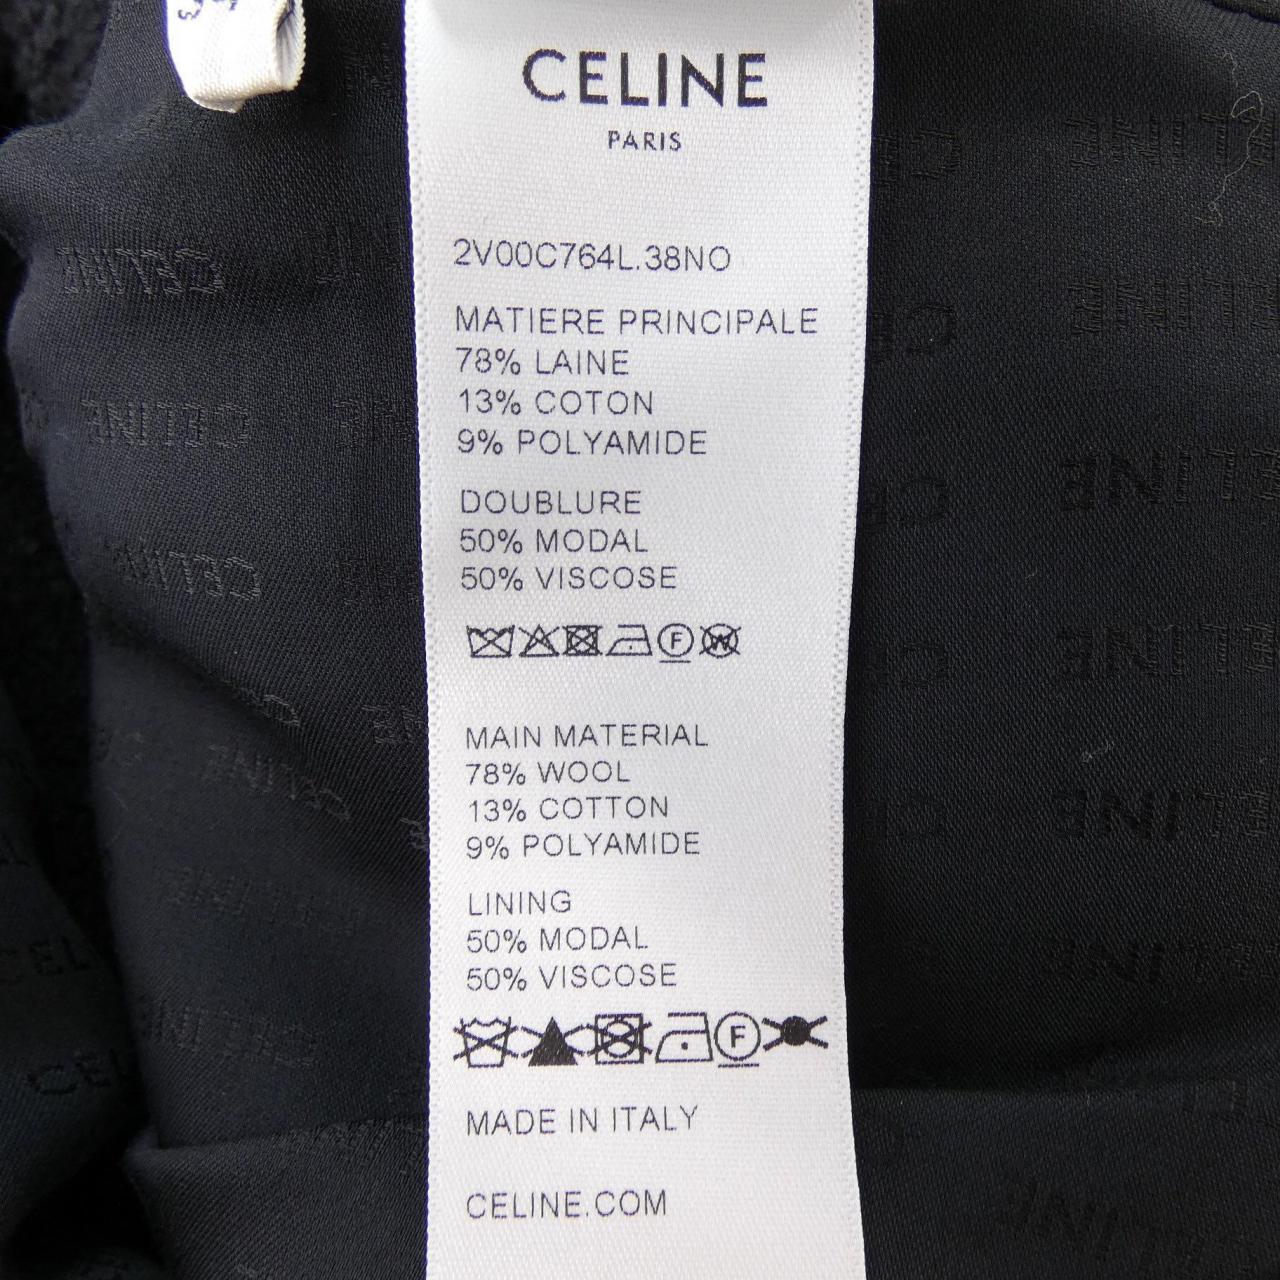 CELINE
PARIS
2V00C764L.38NO
MATIERE PRINCIPALE
78% LAINE
13% COTON
9% POLYAMIDE
DOUBLURE
50% MODAL
50% VISCOSE
F W
MAIN MATERIAL
78% WOOL
13% COTTON
9% POLYAMIDE
LINING
50% MODAL
50% VISCOSE
F
MADE IN ITALY
CELINE.COM